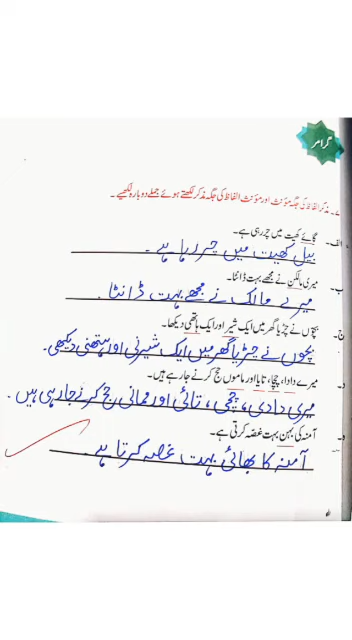 گرامر
۷۔ مذکر الفاظ کی جگہ مؤنث اور مؤنث الفاظ کی جگہ مذکر لکھتے ہوئے جملے دوبارہ لکھیے۔
الف۔ گائے کھیت میں چر رہی ہے۔
بیل کھیت میں چر رہا ہے۔
ب۔ میری مالکن نے مجھے بہت ڈانٹا۔
میرے مالک نے مجھے بہت ڈانٹا۔
ج۔ بچوں نے چڑیا گھر میں ایک شیر اور ایک ہاتھی دیکھا۔
بچوں نے چڑیا گھر میں ایک شیرنی اور ہتھنی دیکھی۔
د۔ میرے دادا، چچا، تایا اور ماموں حج کرنے جا رہے ہیں۔
میری دادی، چچی، تائی اور ممانی حج کرنے جا رہی ہیں۔
ہ۔ آمنہ کی بہن بہت غصہ کرتی ہے۔
آمنہ کا بھائی بہت غصہ کرتا ہے۔